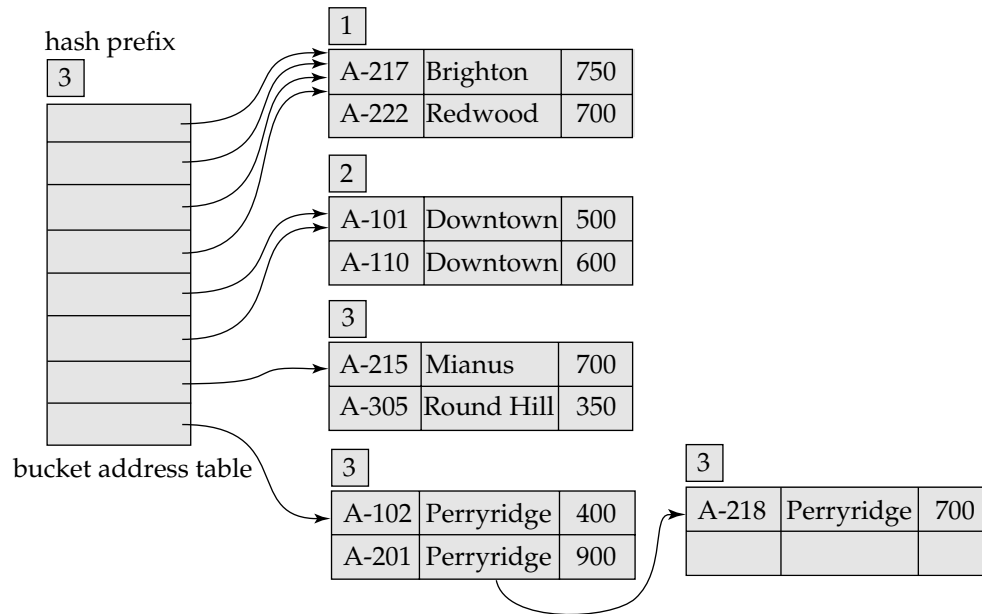 hash prefix
3
bucket address table
1
A-217 Brighton 750
A-222 Redwood 700
2
A-101 Downtown 500
A-110 Downtown 600
3
A-215 Mianus 700
A-305 Round Hill 350
3
A-102 Perryridge 400
A-201 Perryridge 900
3
A-218 Perryridge 700